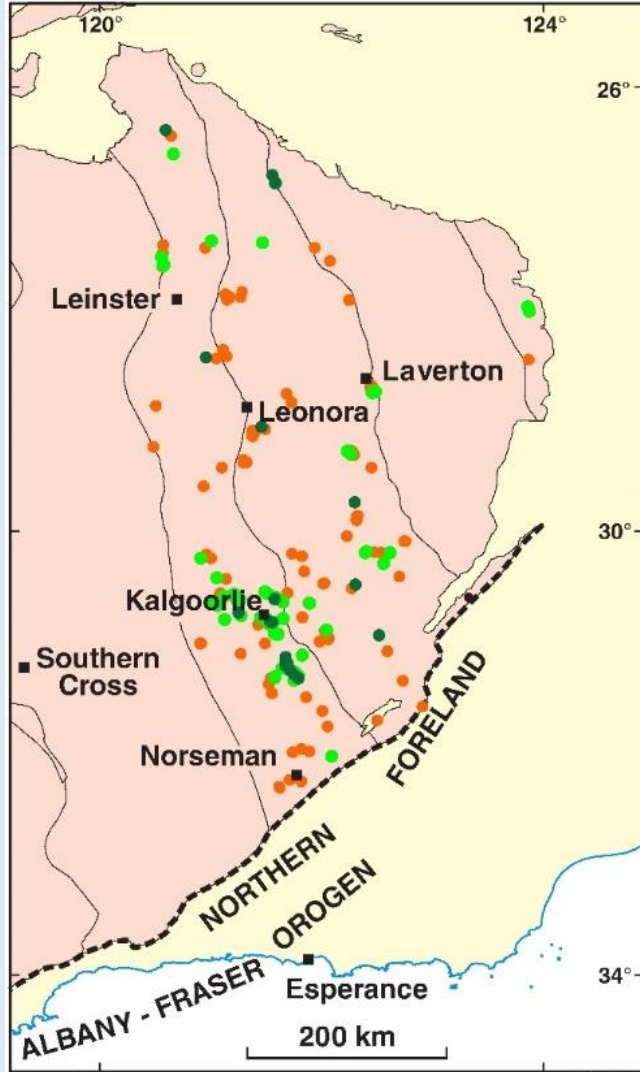 120°
124°
26°
Leinster
Laverton
Leonora
30°
Kalgoorlie
Southern
Cross
Norseman
FORELAND
NORTHERN
OROGEN
34°
ALBANY - FRASER
Esperance
200 km